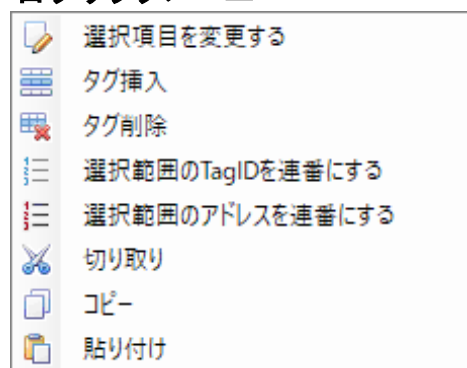 選択項目を変更する
タグ挿入
タグ削除
選択範囲のTagIDを連番にする
選択範囲のアドレスを連番にする
切り取り
コピー
貼り付け